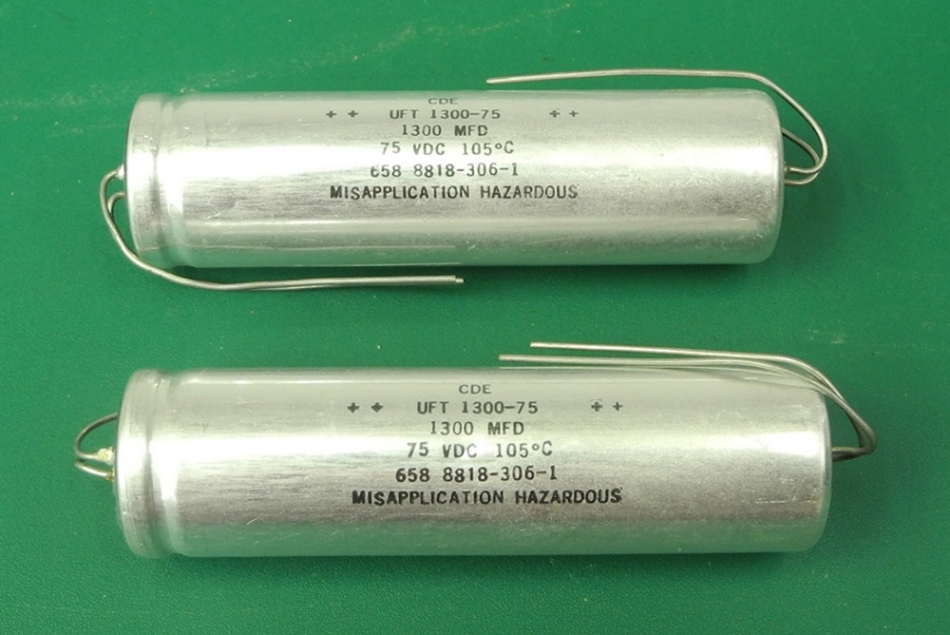 CDE
+ + UFT 1300-75 + +
1300 MFD
75 VDC 105°C
658 8818-306-1
MISAPPLICATION HAZARDOUS
CDE
+ + UFT 1300-75 + +
1300 MFD
75 VDC 105°C
658 8818-306-1
MISAPPLICATION HAZARDOUS